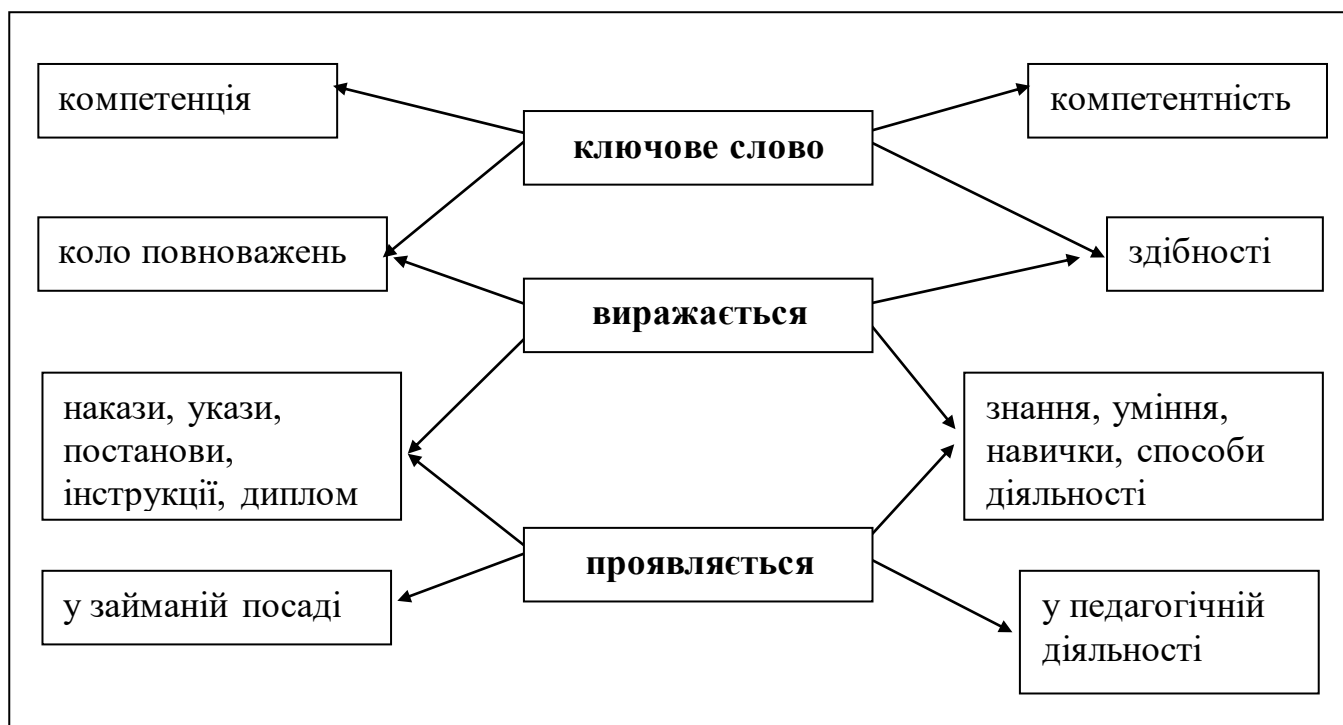 компетенція
компетентність
ключове слово
коло повноважень
здібності
виражається
накази, укази,
постанови,
інструкції, диплом
знання, уміння,
навички, способи
діяльності
проявляється
у займаній посаді
у педагогічній
діяльності